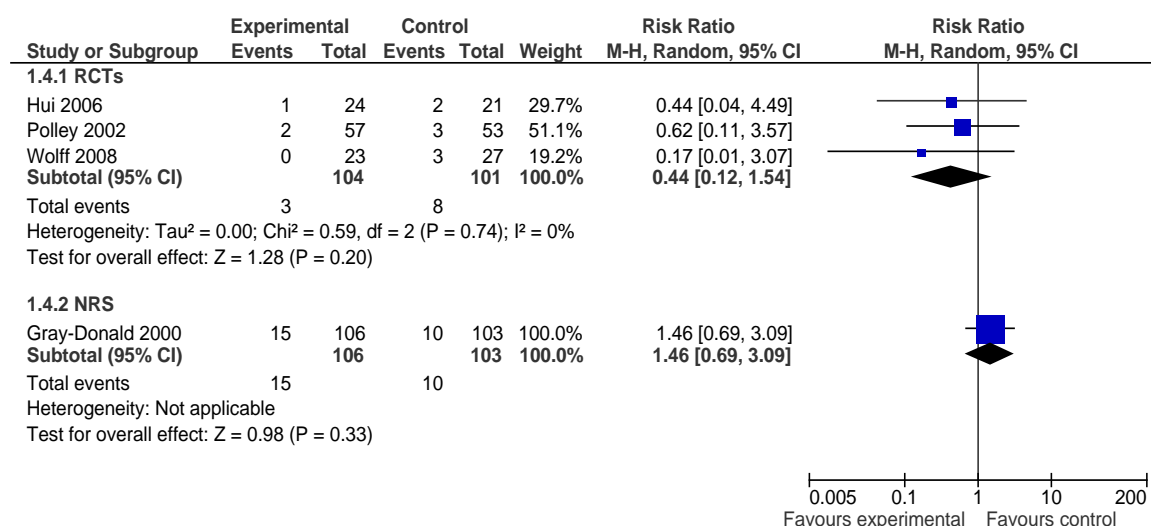 Experimental Control Risk Ratio Risk Ratio
Study or Subgroup Events Total Events Total Weight M-H, Random, 95% CI M-H, Random, 95% CI
1.4.1 RCTs
Hui 2006 1 24 2 21 29.7% 0.44 [0.04, 4.49]
Polley 2002 2 57 3 53 51.1% 0.62 [0.11, 3.57]
Wolff 2008 0 23 3 27 19.2% 0.17 [0.01, 3.07]
Subtotal (95% CI) 104 101 100.0% 0.44 [0.12, 1.54]
Total events 3 8
Heterogeneity: Tau² = 0.00; Chi² = 0.59, df = 2 (P = 0.74); I² = 0%
Test for overall effect: Z = 1.28 (P = 0.20)
1.4.2 NRS
Gray-Donald 2000 15 106 10 103 100.0% 1.46 [0.69, 3.09]
Subtotal (95% CI) 106 103 100.0% 1.46 [0.69, 3.09]
Total events 15 10
Heterogeneity: Not applicable
Test for overall effect: Z = 0.98 (P = 0.33)
0.005 0.1 1 10 200
Favours experimental Favours control